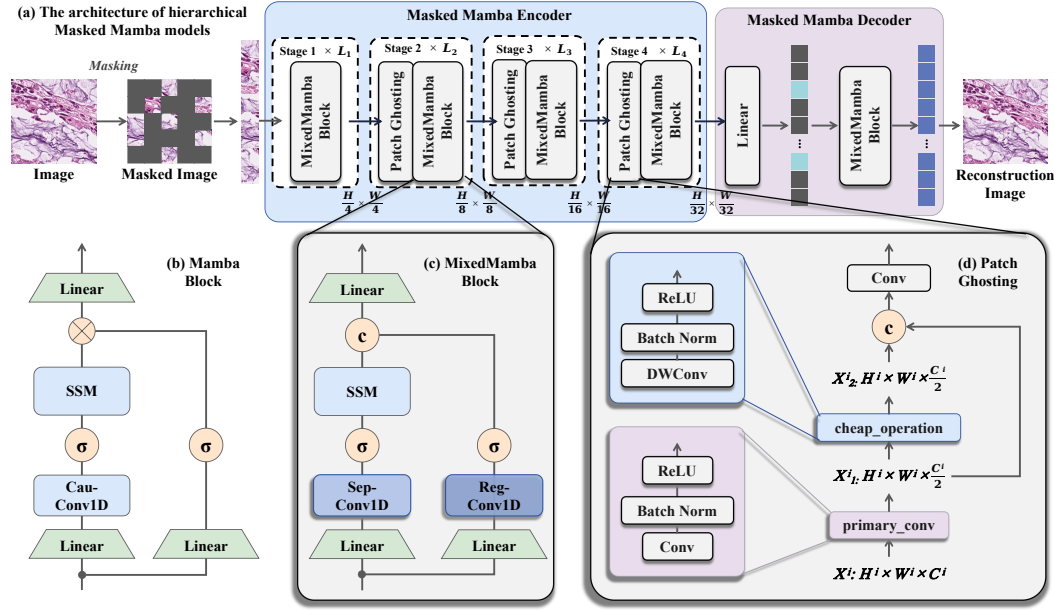 (a) The architecture of hierarchical
Masked Mamba models
Masking
Image
Masked Image
Masked Mamba Encoder
Stage 1 × L₁
MixedMamba
Block
Stage 2 × L₂
Patch Ghosting
MixedMamba
Block
Stage 3 × L₃
Patch Ghosting
MixedMamba
Block
Stage 4 × L₄
Patch Ghosting
MixedMamba
Block
H/4 × W/4
H/8 × W/8
H/16 × W/16
H/32 × W/32
Masked Mamba Decoder
Linear
...
MixedMamba
Block
...
Reconstruction
Image
(b) Mamba
Block
Linear
SSM
σ
σ
Cau-
Conv1D
Linear
Linear
(c) MixedMamba
Block
Linear
c
SSM
σ
σ
Sep-
Conv1D
Reg-
Conv1D
Linear
Linear
(d) Patch
Ghosting
Conv
c
X^i_2: H^i × W^i × C^i/2
cheap_operation
X^i_1: H^i × W^i × C^i/2
primary_conv
X^i: H^i × W^i × C^i
ReLU
Batch Norm
DWConv
ReLU
Batch Norm
Conv